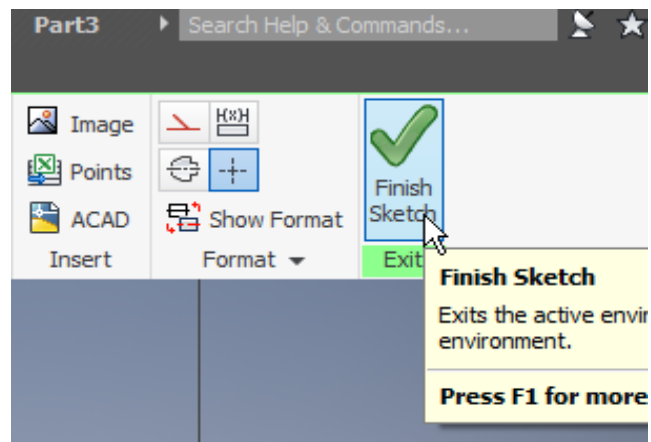 Part3
Search Help & Commands...
Image
Points
ACAD
Insert
Show Format
Format
Finish
Sketch
Exit
Finish Sketch
Exits the active
environment.
Press F1 for more